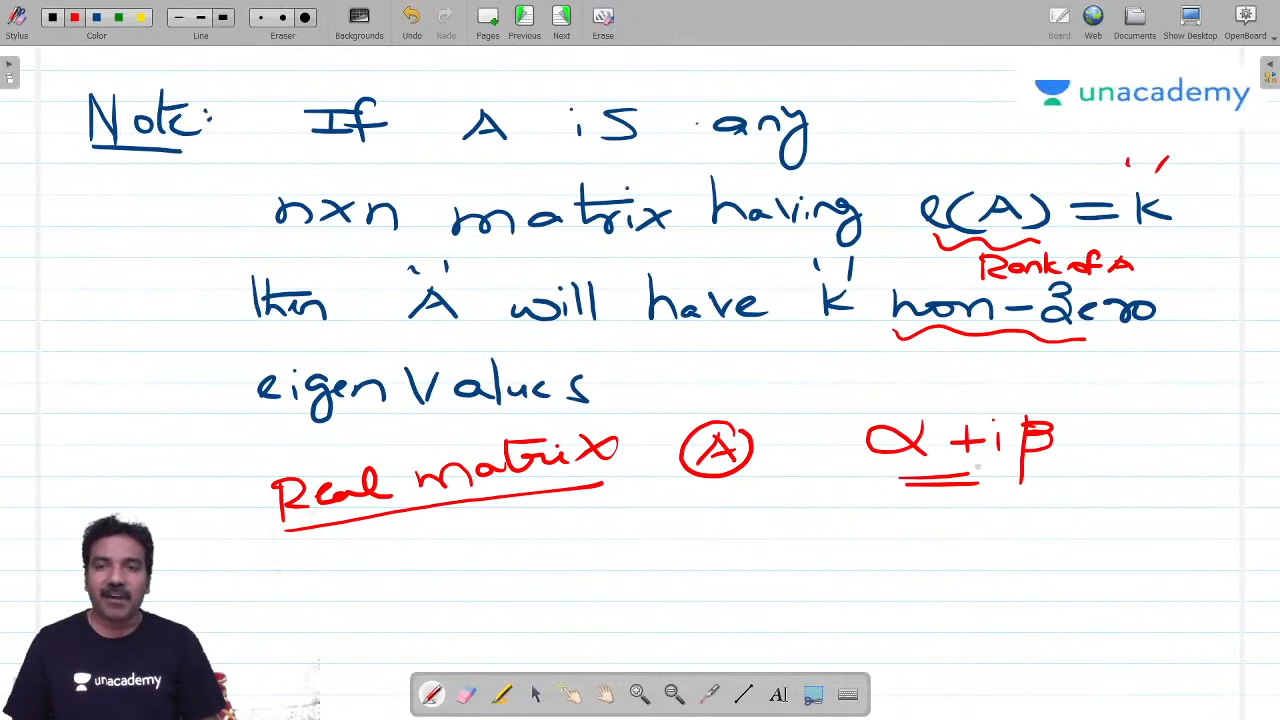 Stylus Color Line Eraser Backgrounds Undo Redo Pages Previous Next Erase Board Web Documents Show Desktop OpenBoard
unacademy
Note: If A is any
nxn matrix having ρ(A) = "k"
Rank of A
then "A" will have "k" non-zero
eigen values
Real matrix A α + iβ
unacademy